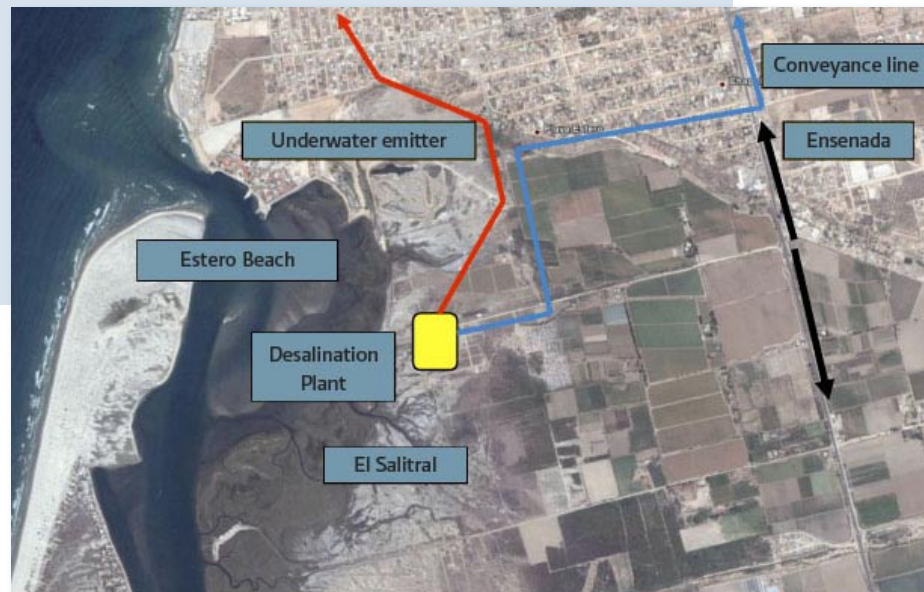 Conveyance line
Underwater emitter
Ensenada
Estero Beach
Desalination
Plant
El Salitral